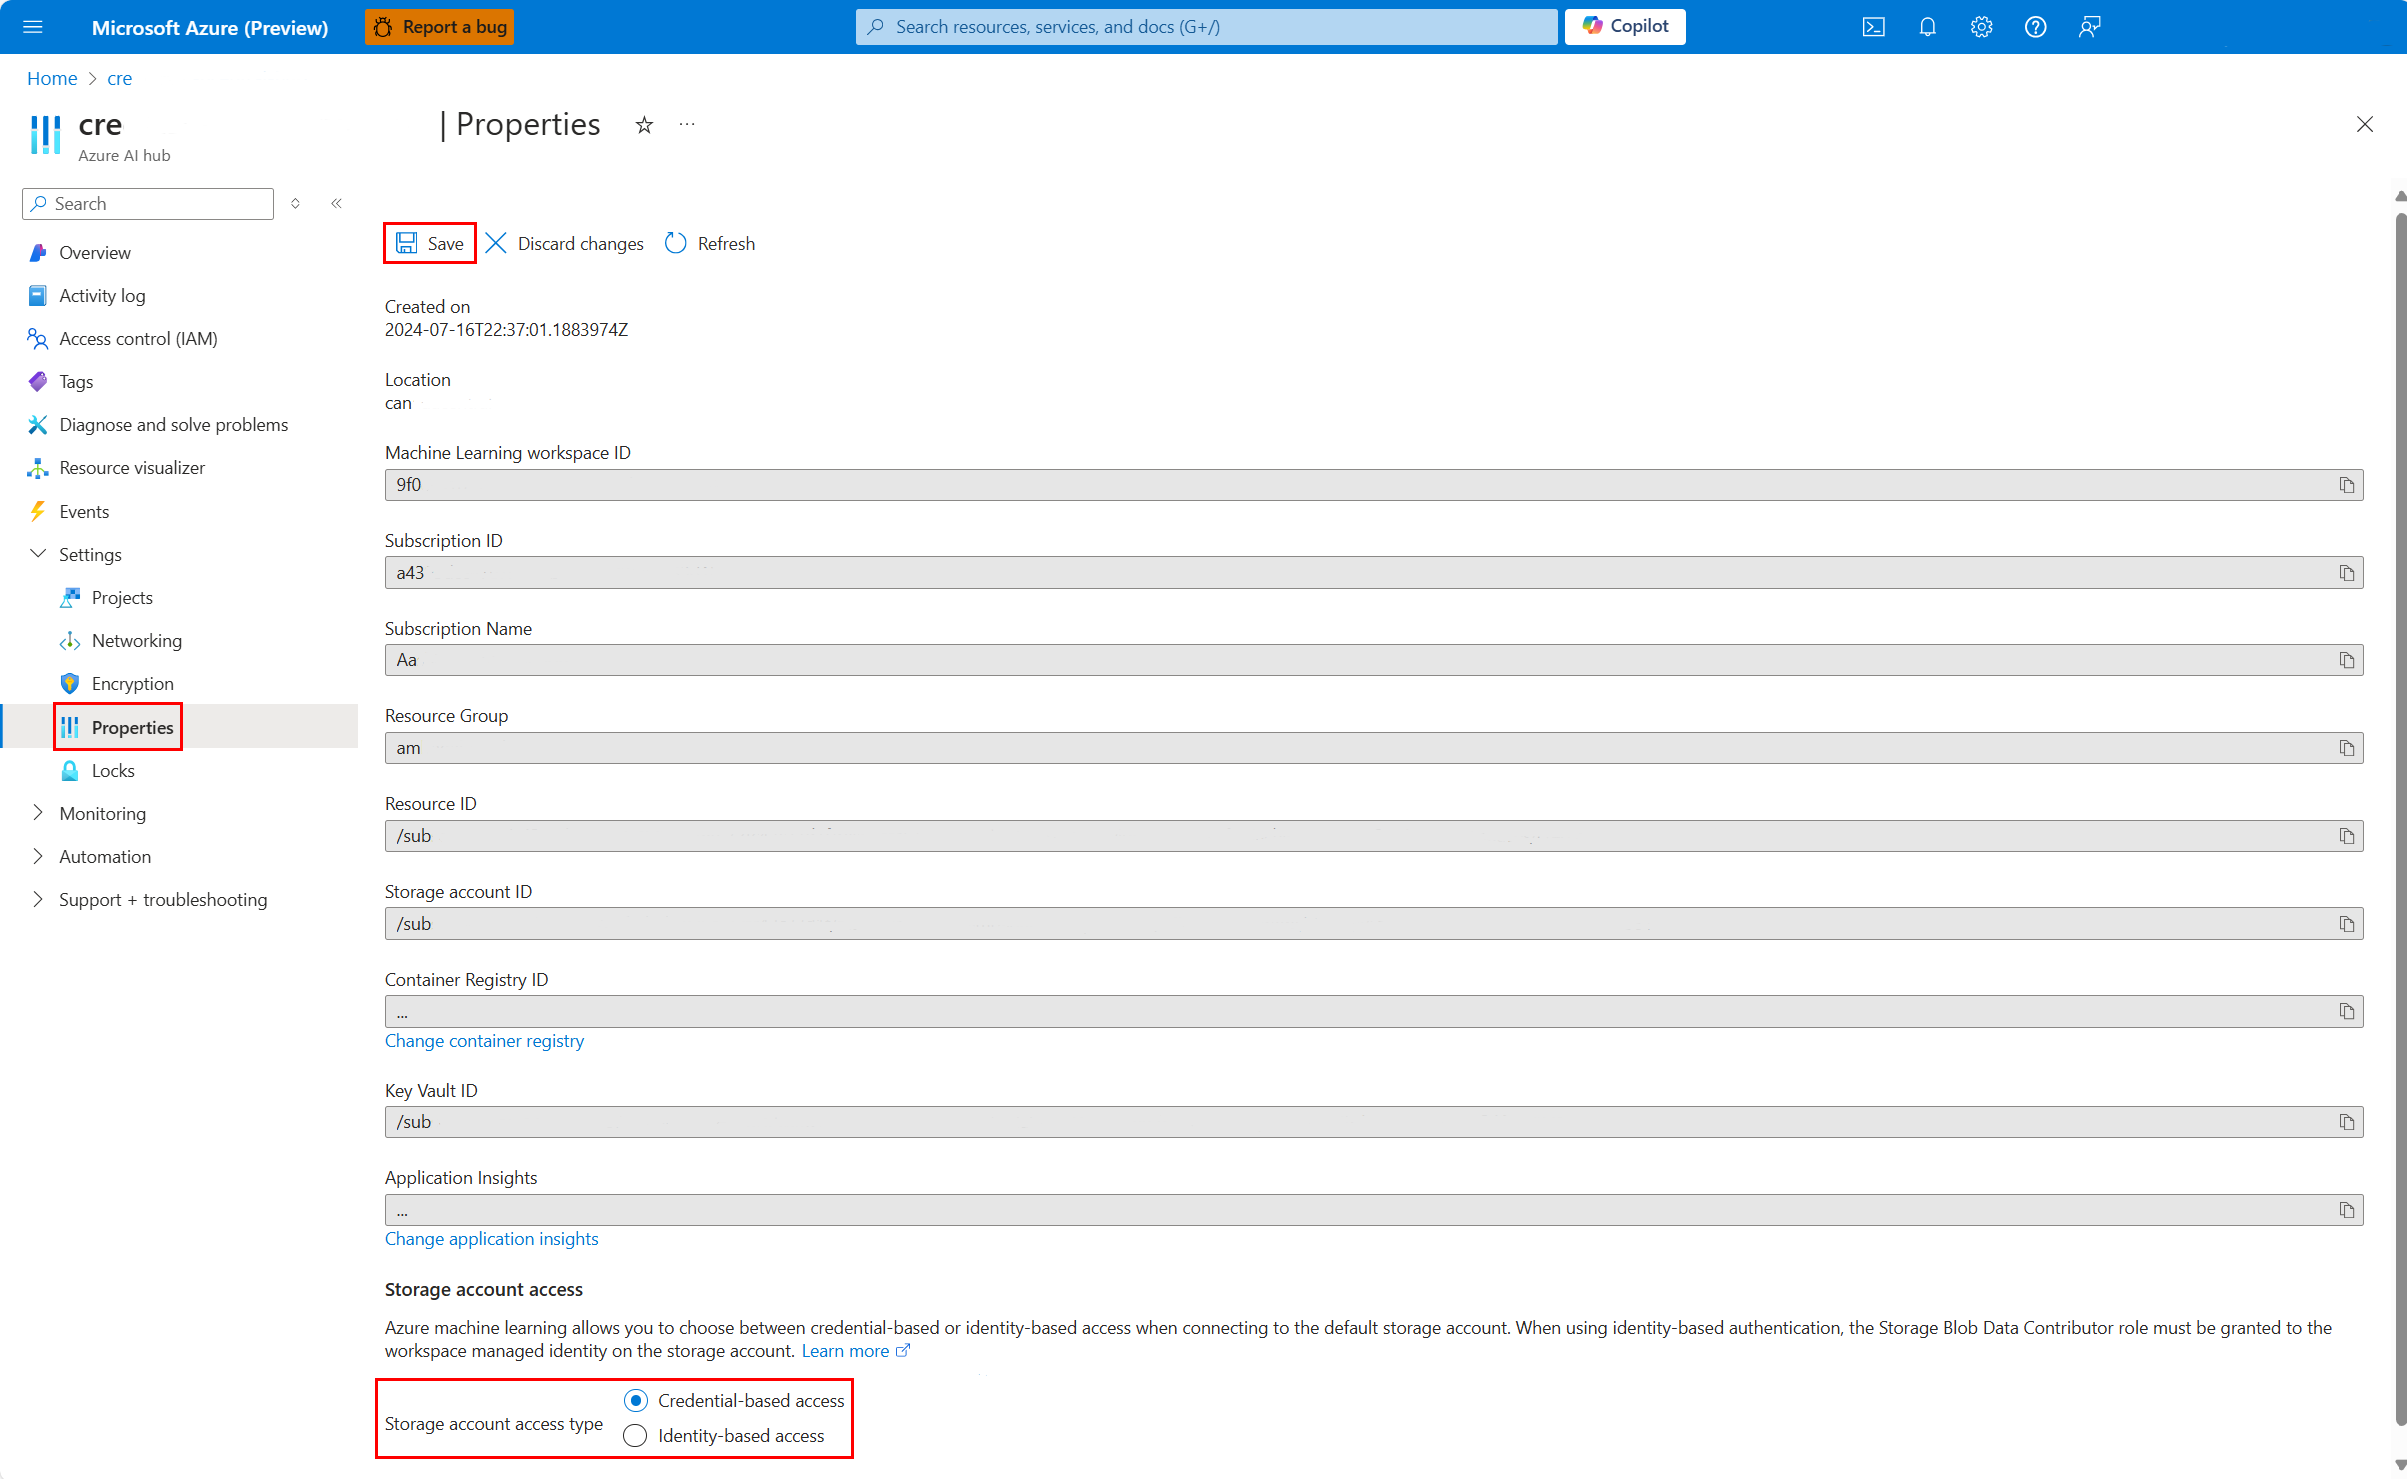 Microsoft Azure (Preview)
Report a bug
Search resources, services, and docs (G+/)
Copilot
Home > cre
cre | Properties
Azure AI hub
Search
Overview
Activity log
Access control (IAM)
Tags
Diagnose and solve problems
Resource visualizer
Events
Settings
Projects
Networking
Encryption
Properties
Locks
Monitoring
Automation
Support + troubleshooting
Save Discard changes Refresh
Created on
2024-07-16T22:37:01.1883974Z
Location
can
Machine Learning workspace ID
9f0
Subscription ID
a43
Subscription Name
Aa
Resource Group
am
Resource ID
/sub
Storage account ID
/sub
Container Registry ID
...
Change container registry
Key Vault ID
/sub
Application Insights
...
Change application insights
Storage account access
Azure machine learning allows you to choose between credential-based or identity-based access when connecting to the default storage account. When using identity-based authentication, the Storage Blob Data Contributor role must be granted to the
workspace managed identity on the storage account. Learn more
Storage account access type
Credential-based access
Identity-based access